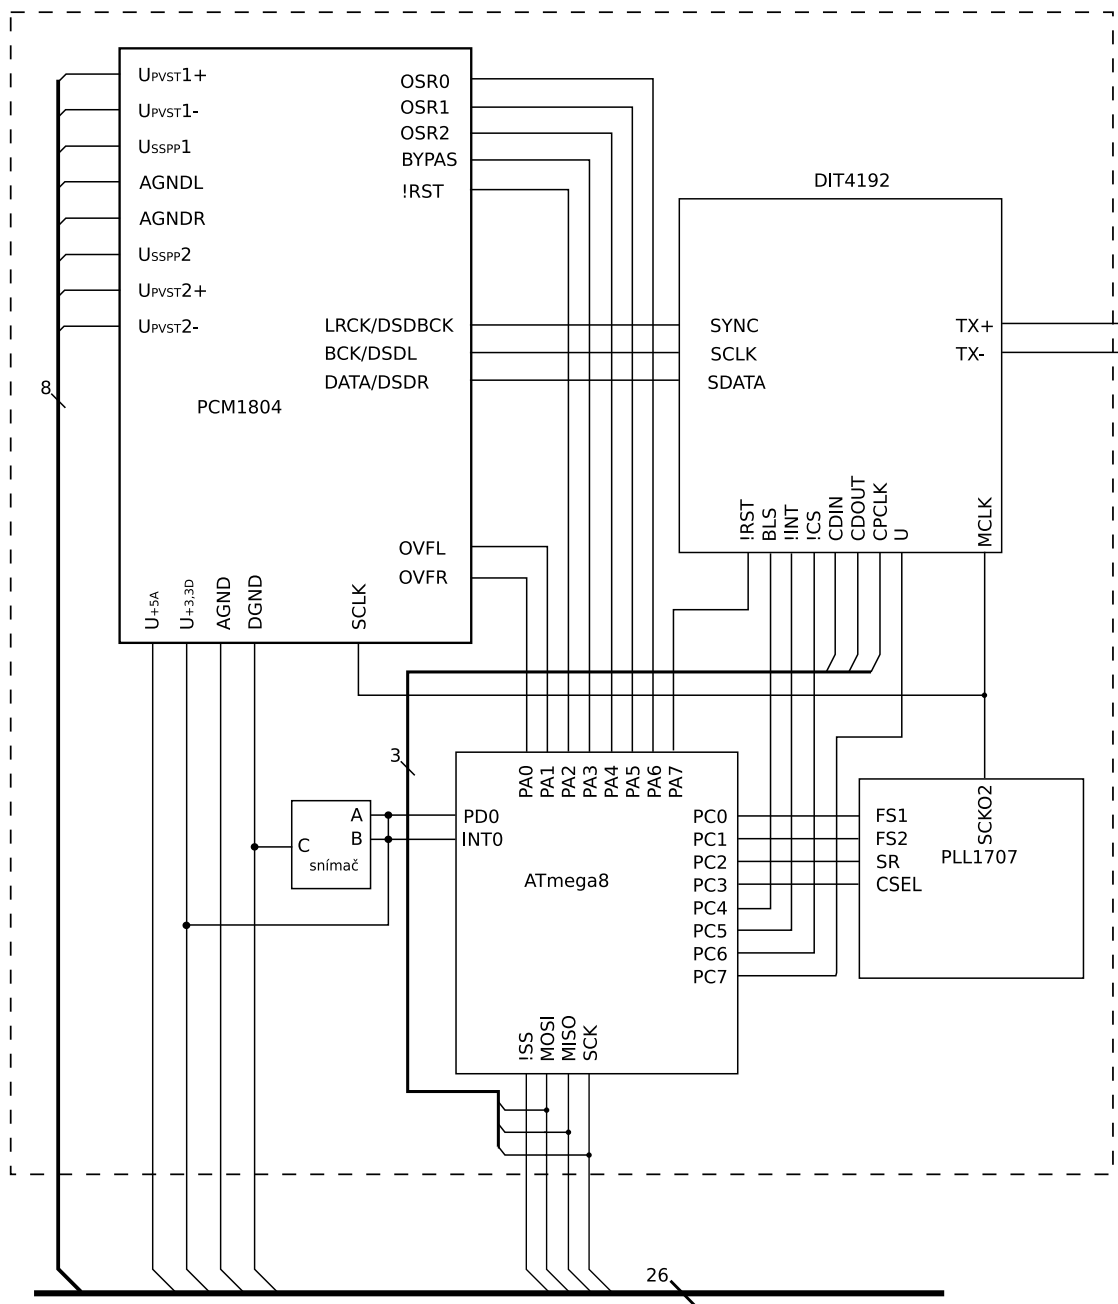 UPVST1+
UPVST1-
USSPP1
AGNDL
AGNDR
USSPP2
UPVST2+
UPVST2-
OSR0
OSR1
OSR2
BYPAS
!RST
LRCK/DSDBCK
BCK/DSDL
DATA/DSDR
PCM1804
OVFL
OVFR
U+5A
U+3,3D
AGND
DGND
SCLK
8
DIT4192
SYNC
SCLK
SDATA
TX+
TX-
!RST
BLS
!INT
!CS
CDIN
CDOUT
CPCLK
U
MCLK
3
A
B
C
snímač
PA0
PA1
PA2
PA3
PA4
PA5
PA6
PA7
PD0
INT0
ATmega8
PC0
PC1
PC2
PC3
PC4
PC5
PC6
PC7
!SS
MOSI
MISO
SCK
SCKO2
FS1
FS2
SR
CSEL
PLL1707
26